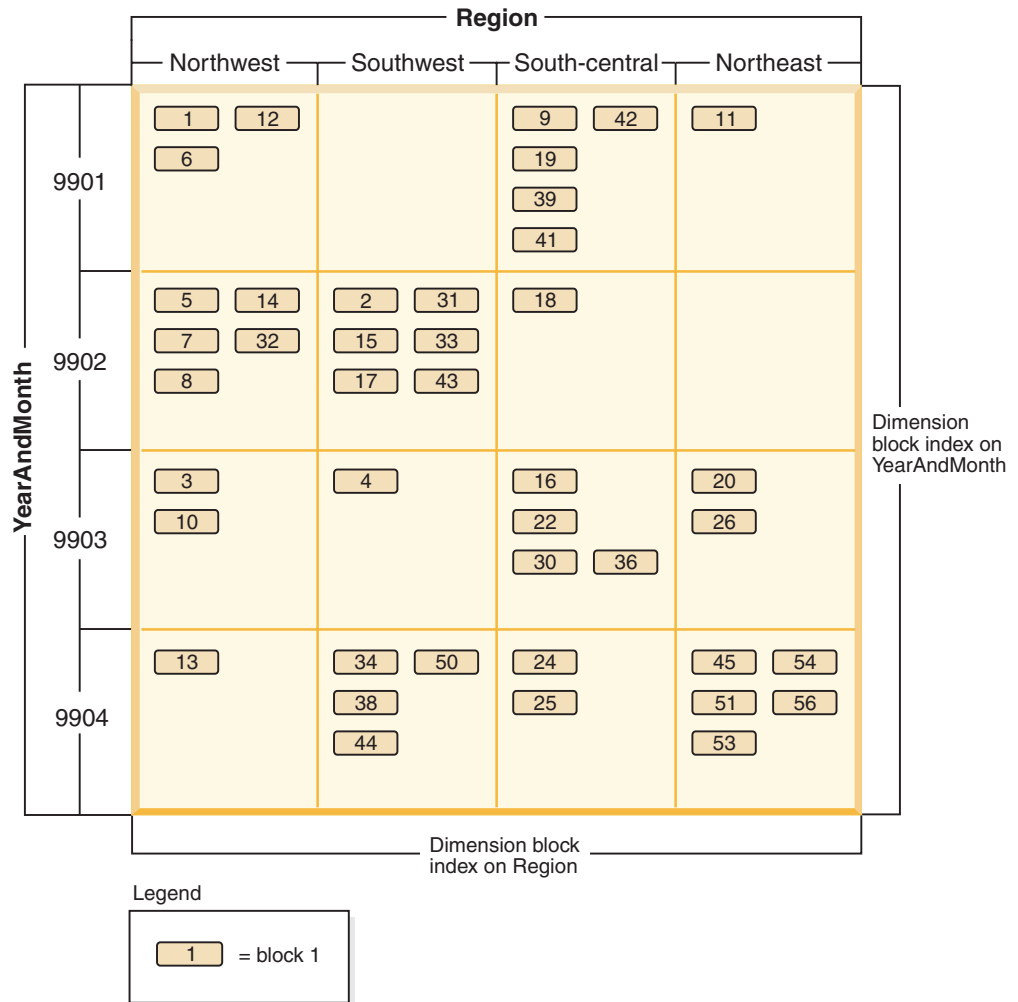 Region
Northwest Southwest South-central Northeast
YearAndMonth
9901
1 12 9 42 11
6 19
39
41
9902
5 14 2 31 18
7 32 15 33
8 17 43
9903
3 4 16 20
10 22 26
30 36
9904
13 34 50 24 45 54
38 25 51 56
44 53
Dimension
block index on
YearAndMonth
Dimension block
index on Region
Legend
1 = block 1